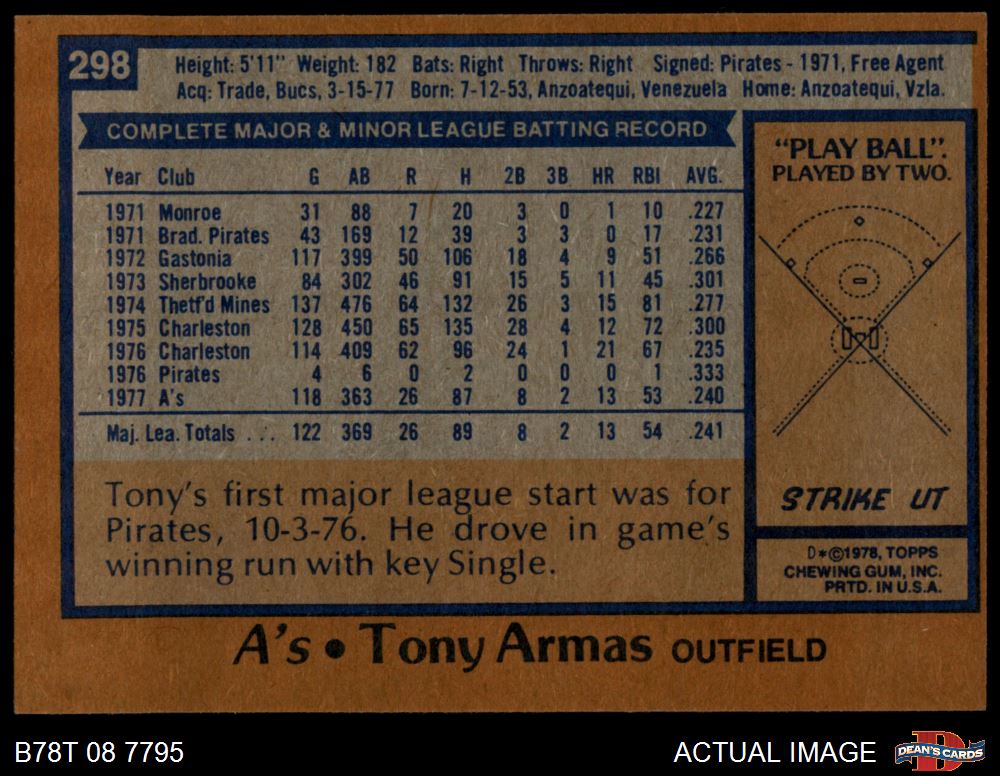 298
Height: 5'11" Weight: 182 Bats: Right Throws: Right Signed: Pirates - 1971, Free Agent
Acq: Trade, Bucs, 3-15-77 Born: 7-12-53, Anzoatequi, Venezuela Home: Anzoatequi, Vzla.
COMPLETE MAJOR & MINOR LEAGUE BATTING RECORD
Year Club G AB R H 2B 3B HR RBI AVG.
1971 Monroe 31 88 7 20 3 0 1 10 .227
1971 Brad. Pirates 43 169 12 39 3 3 0 17 .231
1972 Gastonia 117 399 50 106 18 4 9 51 .266
1973 Sherbrooke 84 302 46 91 15 5 11 45 .301
1974 Thetf'd Mines 137 476 64 132 26 3 15 81 .277
1975 Charleston 128 450 65 135 28 4 12 72 .300
1976 Charleston 114 409 62 96 24 1 21 67 .235
1976 Pirates 4 6 0 2 0 0 0 1 .333
1977 A's 118 363 26 87 8 2 13 53 .240
Maj. Lea. Totals ... 122 369 26 89 8 2 13 54 .241
Tony's first major league start was for
Pirates, 10-3-76. He drove in game's
winning run with key Single.
"PLAY BALL".
PLAYED BY TWO.
STRIKE UT
D*©1978, TOPPS
CHEWING GUM, INC.
PRTD. IN U.S.A.
A's • Tony Armas OUTFIELD
B78T 08 7795
ACTUAL IMAGE
DEAN'S CARDS